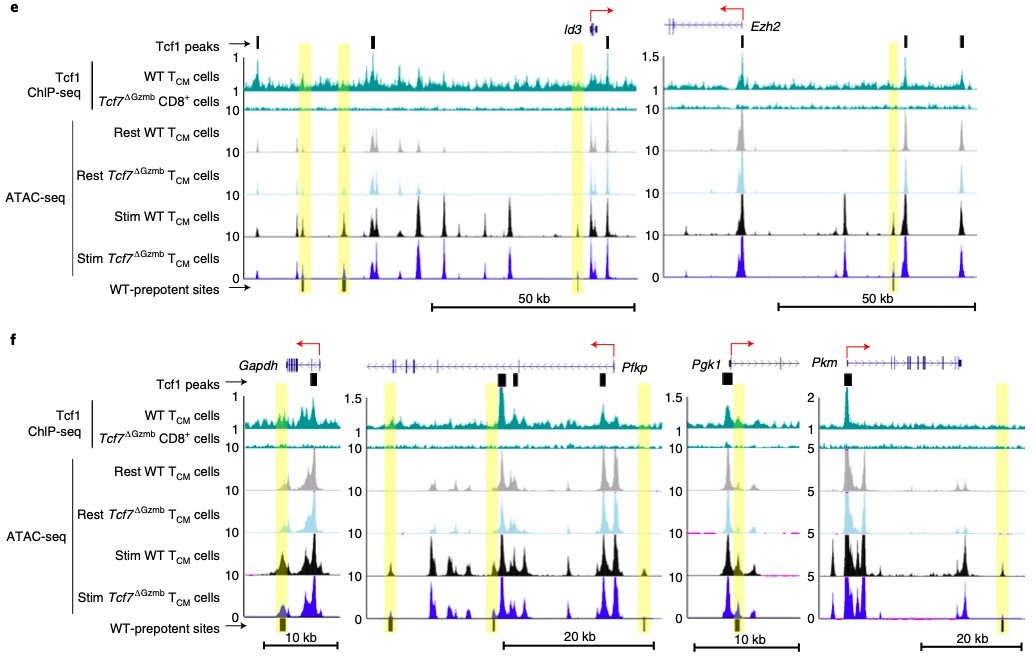 e
Id3
Ezh2
Tcf1 peaks
1
1.5
Tcf1 ChIP-seq
WT TCM cells
1
1
Tcf7ΔGzmb CD8+ cells
10
10
Rest WT TCM cells
10
10
Rest Tcf7ΔGzmb TCM cells
10
10
ATAC-seq
Stim WT TCM cells
10
10
Stim Tcf7ΔGzmb TCM cells
0
0
WT-prepotent sites
50 kb
50 kb
f
Gapdh
Pfkp
Pgk1
Pkm
Tcf1 peaks
1
1.5
1.5
2
Tcf1 ChIP-seq
WT TCM cells
1
1
1
1
Tcf7ΔGzmb CD8+ cells
10
10
10
5
Rest WT TCM cells
10
10
10
5
Rest Tcf7ΔGzmb TCM cells
10
10
10
5
ATAC-seq
Stim WT TCM cells
10
10
10
5
Stim Tcf7ΔGzmb TCM cells
0
0
0
0
WT-prepotent sites
10 kb
20 kb
10 kb
20 kb